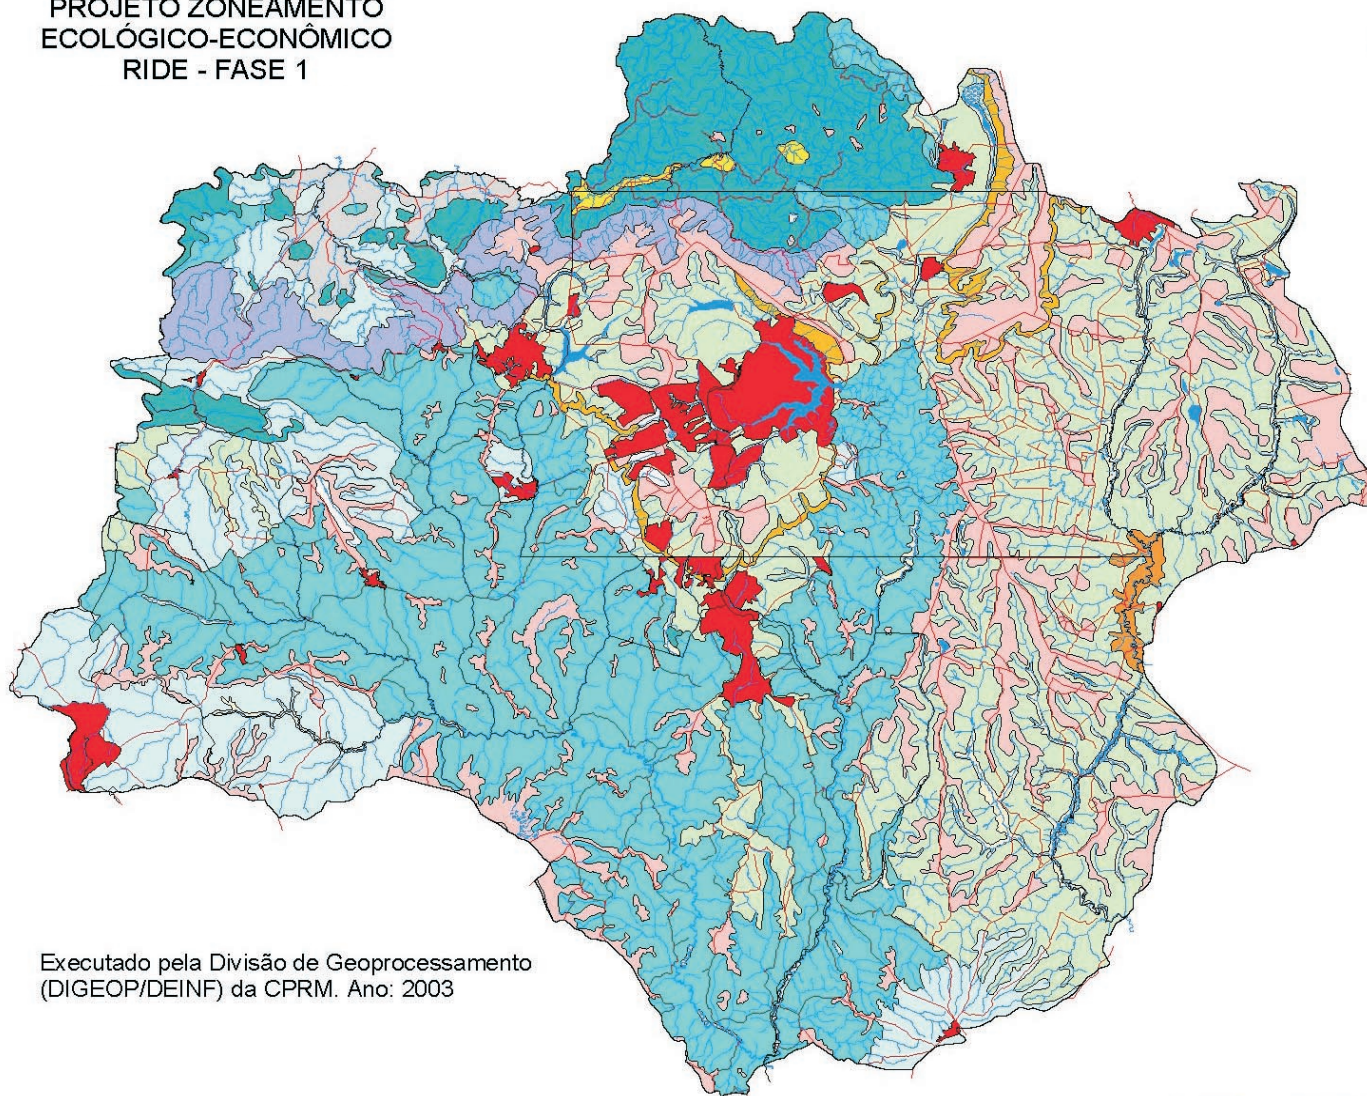 PROJETO ZONEAMENTO
ECOLÓGICO-ECONÔMICO
RIDE - FASE 1
Executado pela Divisão de Geoprocessamento
(DIGEOP/DEINF) da CPRM. Ano: 2003